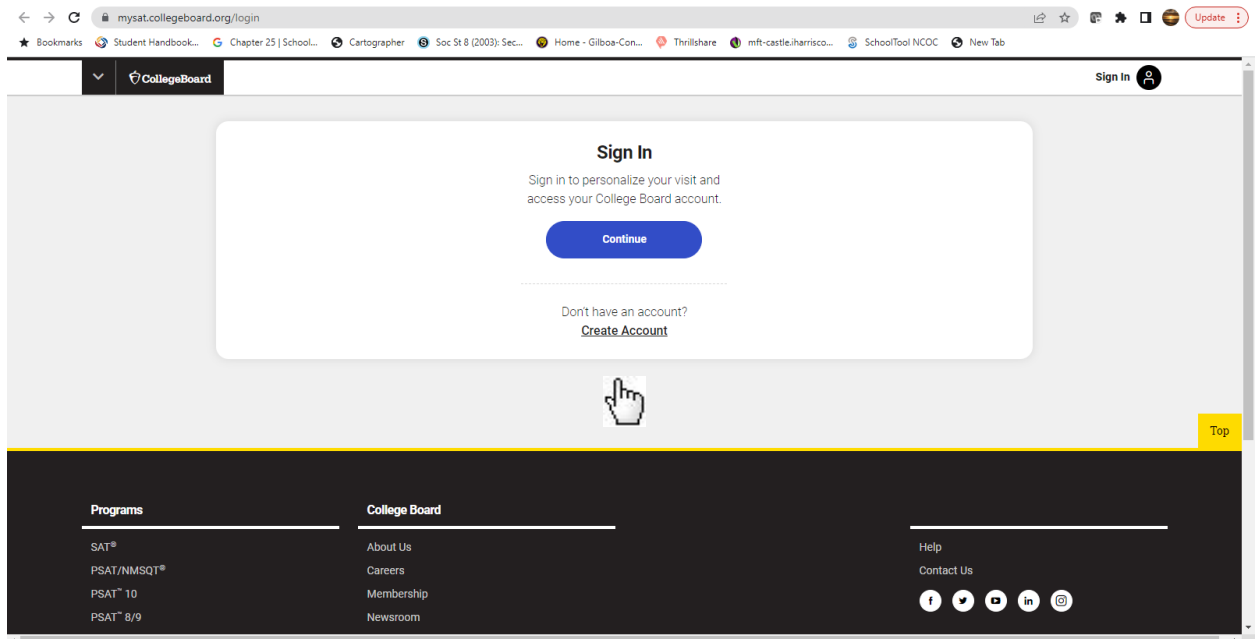 mysat.collegeboard.org/login
Update
Bookmarks Student Handbook... Chapter 25 | School... Cartographer Soc St 8 (2003): Sec... Home - Gilboa-Con... Thrillshare mft-castle.iharrisco... SchoolTool NCOC New Tab
CollegeBoard Sign In
Sign In
Sign in to personalize your visit and
access your College Board account.
Continue
Don't have an account?
Create Account
Top
Programs College Board
SAT® About Us Help
PSAT/NMSQT® Careers Contact Us
PSAT™ 10 Membership
PSAT™ 8/9 Newsroom